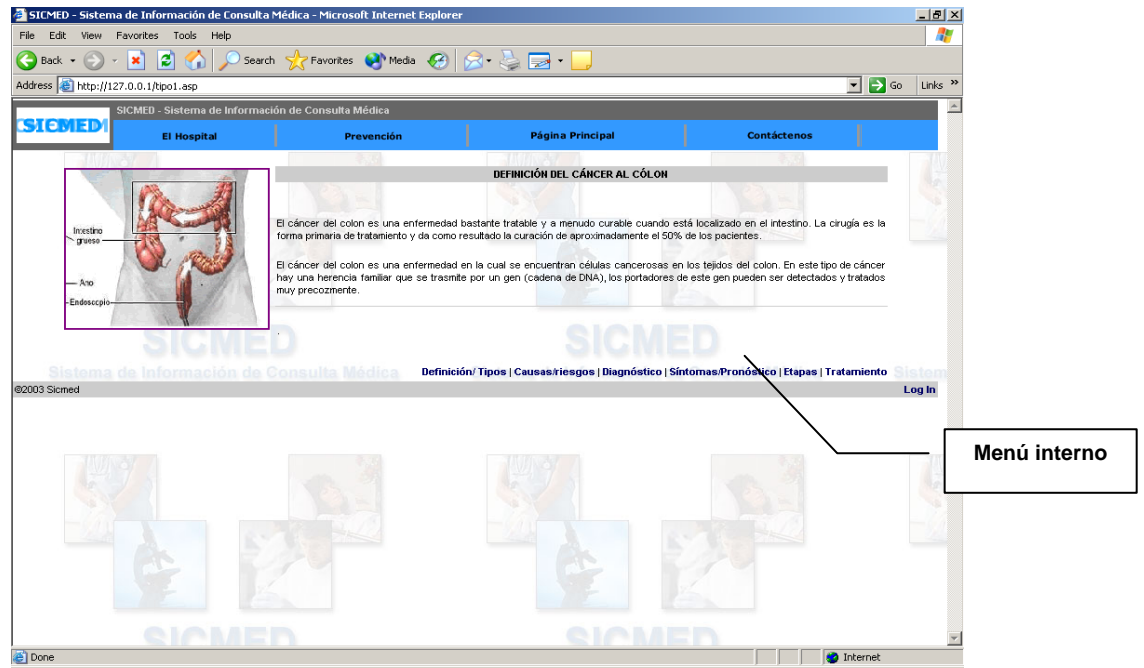 SICMED - Sistema de Información de Consulta Médica - Microsoft Internet Explorer
File Edit View Favorites Tools Help
Back Search Favorites Media
Address http://127.0.0.1/tipo1.asp Go Links »
SICMED SICMED - Sistema de Información de Consulta Médica
El Hospital Prevención Página Principal Contáctenos
DEFINICIÓN DEL CÁNCER AL CÓLON
Intestino
grueso
Ano
Endoscopio
El cáncer del colon es una enfermedad bastante tratable y a menudo curable cuando está localizado en el intestino. La cirugía es la
forma primaria de tratamiento y da como resultado la curación de aproximadamente el 50% de los pacientes.
El cáncer del colon es una enfermedad en la cual se encuentran células cancerosas en los tejidos del colon. En este tipo de cáncer
hay una herencia familiar que se trasmite por un gen (cadena de DNA), los portadores de este gen pueden ser detectados y tratados
muy precozmente.
.
SICMED SICMED
Sistema de Información de Consulta Médica Sistem
Definición/ Tipos | Causas/riesgos | Diagnóstico | Síntomas/Pronóstico | Etapas | Tratamiento
©2003 Sicmed Log In
Menú interno
SICMED SICMED
Done Internet